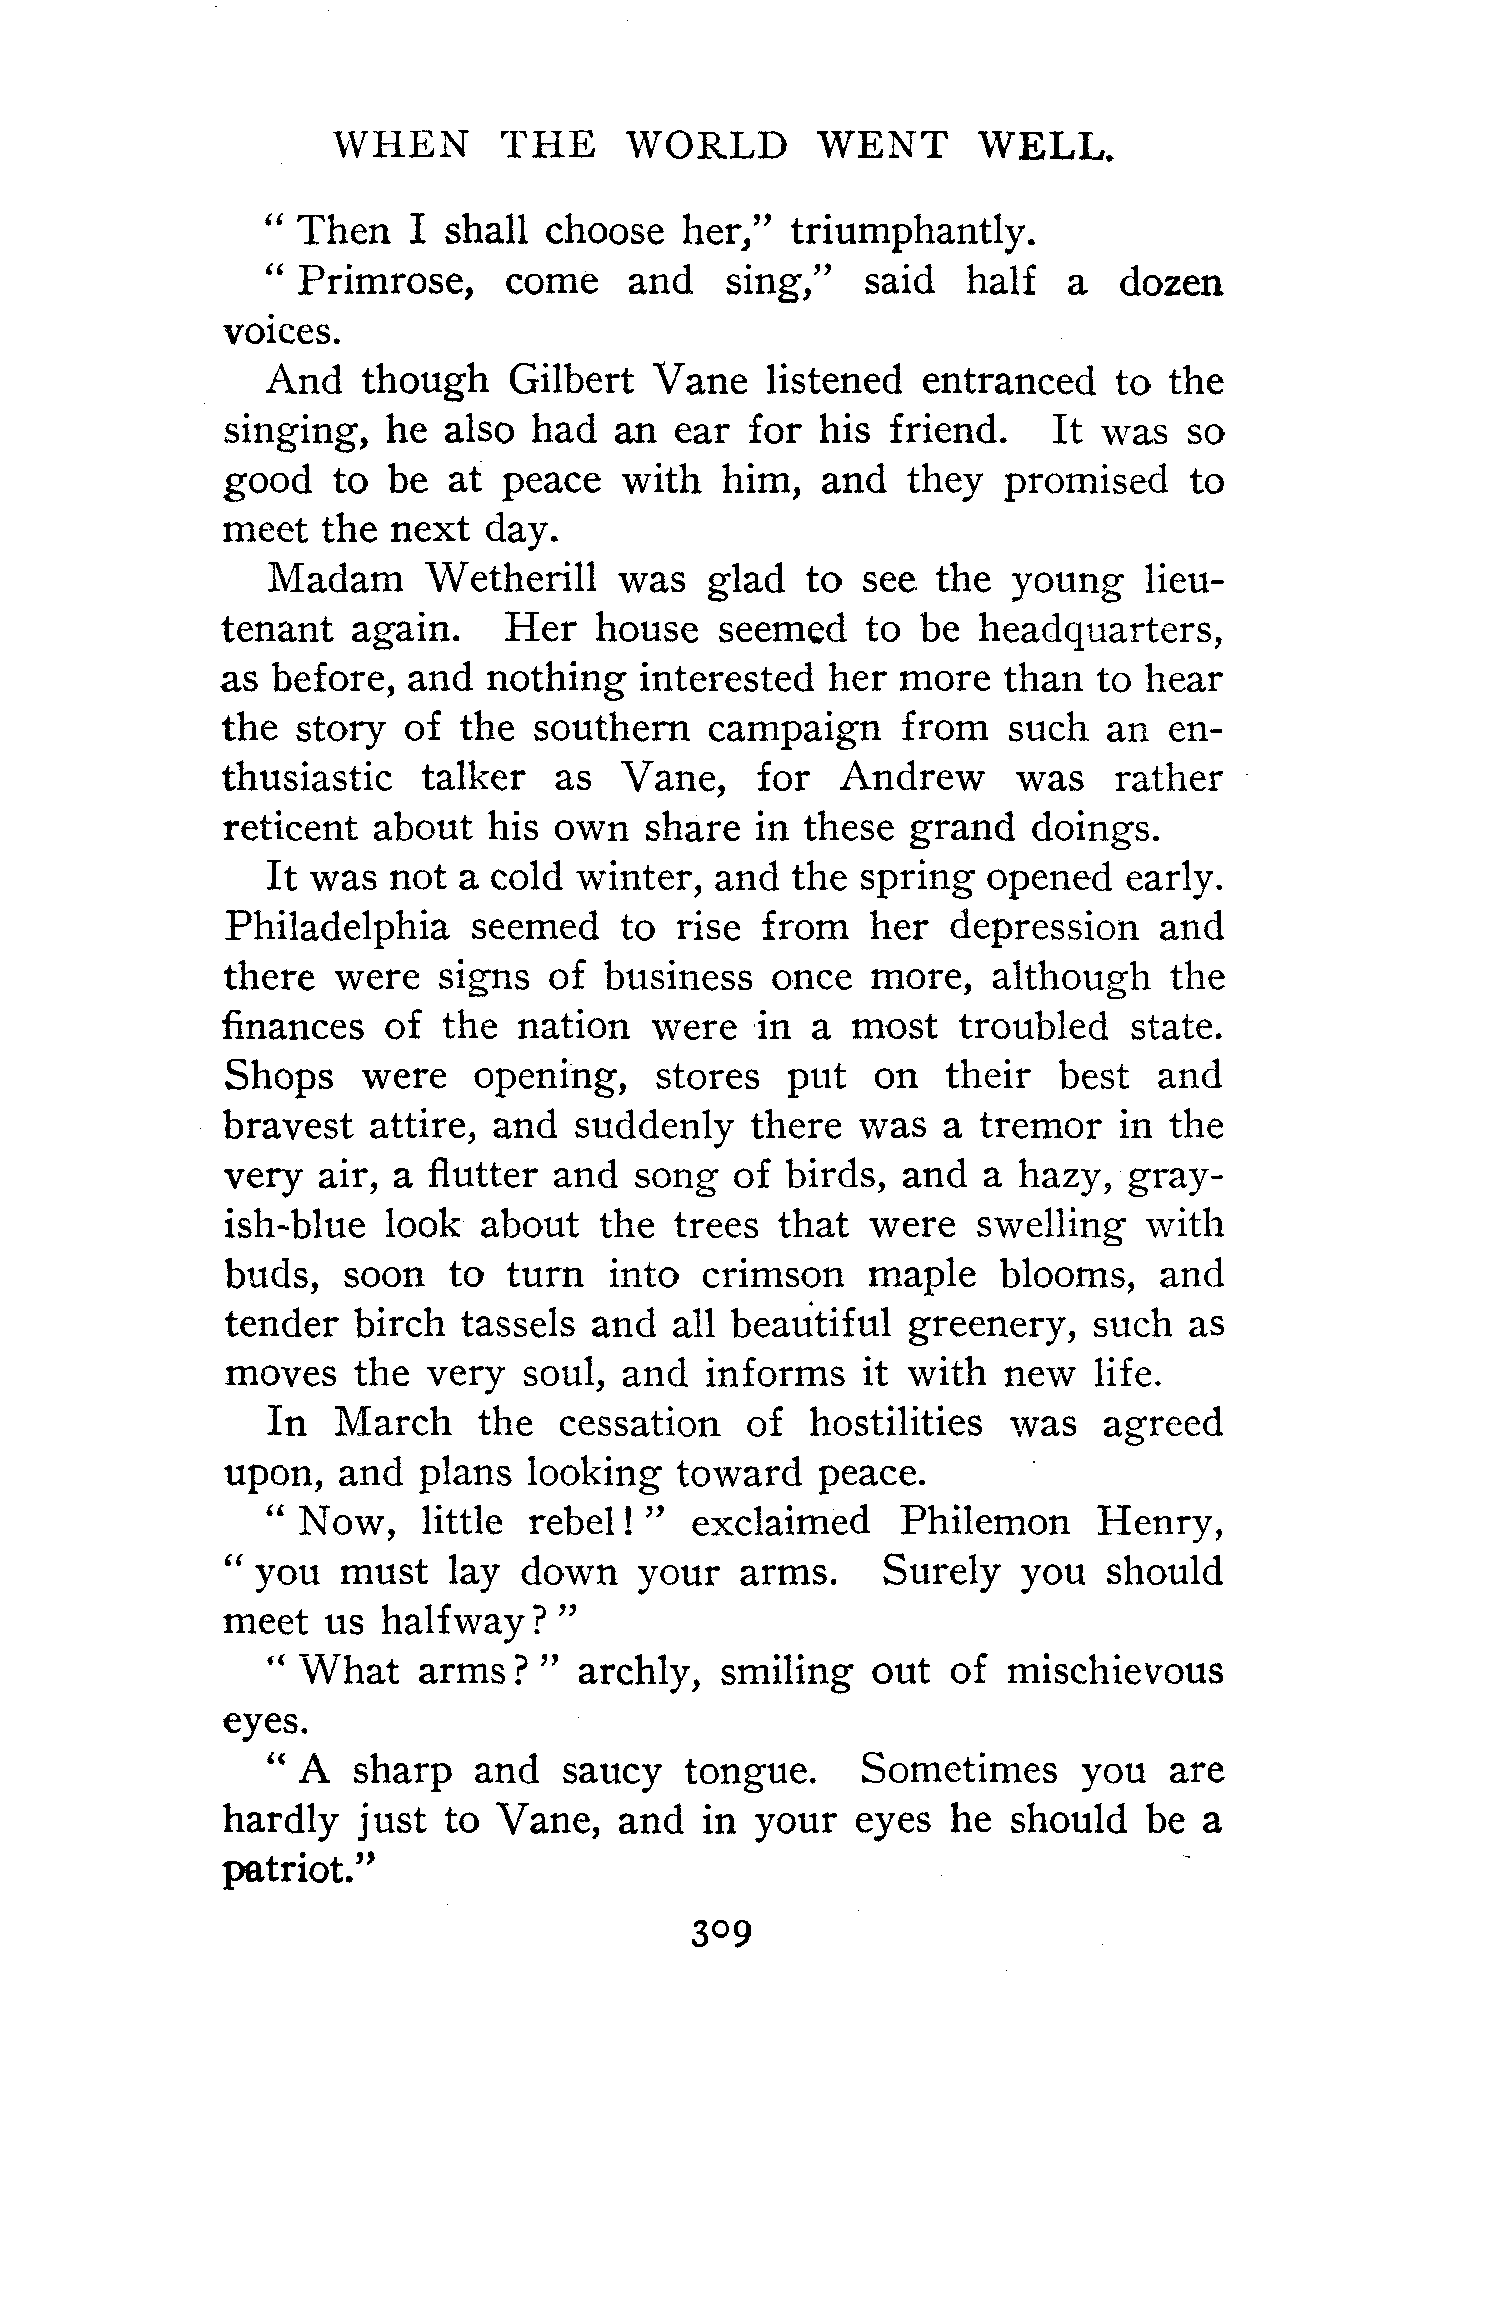 WHEN THE WORLD WENT WELL.
" Then I shall choose her," triumphantly.
" Primrose, come and sing," said half a dozen
voices.
And though Gilbert Vane listened entranced to the
singing, he also had an ear for his friend. It was so
good to be at peace with him, and they promised to
meet the next day.
Madam Wetherill was glad to see the young lieu-
tenant again. Her house seemed to be headquarters,
as before, and nothing interested her more than to hear
the story of the southern campaign from such an en-
thusiastic talker as Vane, for Andrew was rather
reticent about his own share in these grand doings.
It was not a cold winter, and the spring opened early.
Philadelphia seemed to rise from her depression and
there were signs of business once more, although the
finances of the nation were in a most troubled state.
Shops were opening, stores put on their best and
bravest attire, and suddenly there was a tremor in the
very air, a flutter and song of birds, and a hazy, gray-
ish-blue look about the trees that were swelling with
buds, soon to turn into crimson maple blooms, and
tender birch tassels and all beautiful greenery, such as
moves the very soul, and informs it with new life.
In March the cessation of hostilities was agreed
upon, and plans looking toward peace.
" Now, little rebel! " exclaimed Philemon Henry,
" you must lay down your arms. Surely you should
meet us halfway? "
" What arms? " archly, smiling out of mischievous
eyes.
" A sharp and saucy tongue. Sometimes you are
hardly just to Vane, and in your eyes he should be a
patriot."
309